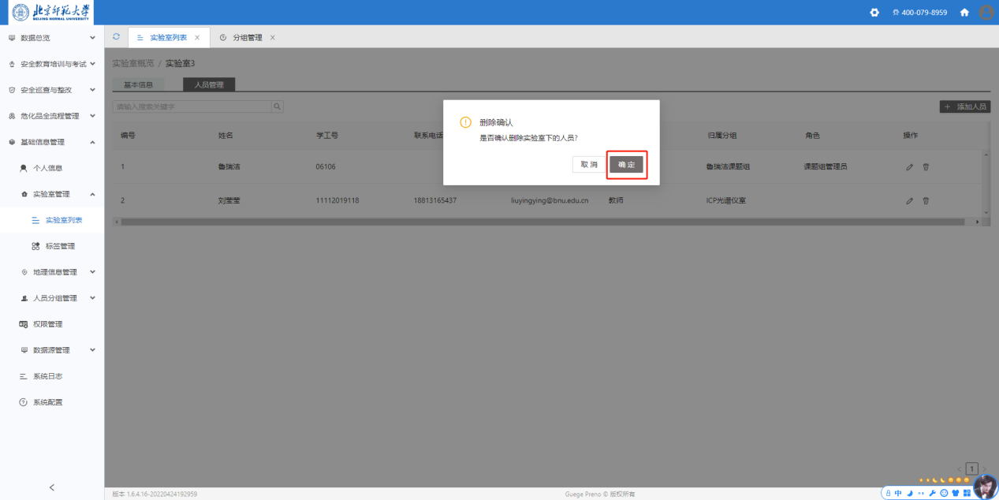 北京师范大学
BEIJING NORMAL UNIVERSITY
400-079-8959
数据总览
安全教育培训与考试
安全巡查与整改
危化品全流程管理
基础信息管理
个人信息
实验室管理
实验室列表
标签管理
地理信息管理
人员分组管理
权限管理
数据源管理
系统日志
系统配置
实验室列表 分组管理
实验室概览 / 实验室3
基本信息 人员管理
请输入搜索关键字
添加人员
编号 姓名 学工号 联系电话 归属分组 角色 操作
1 鲁瑞洁 06106 鲁瑞洁课题组 课题组管理员
2 刘莹莹 11112019118 18813165437 liuyingying@bnu.edu.cn 教师 ICP光谱仪室
删除确认
是否确认删除实验室下的人员?
取消 确定
1
版本 1.6.4.16-20220424192959
Guege Preno © 版权所有
中